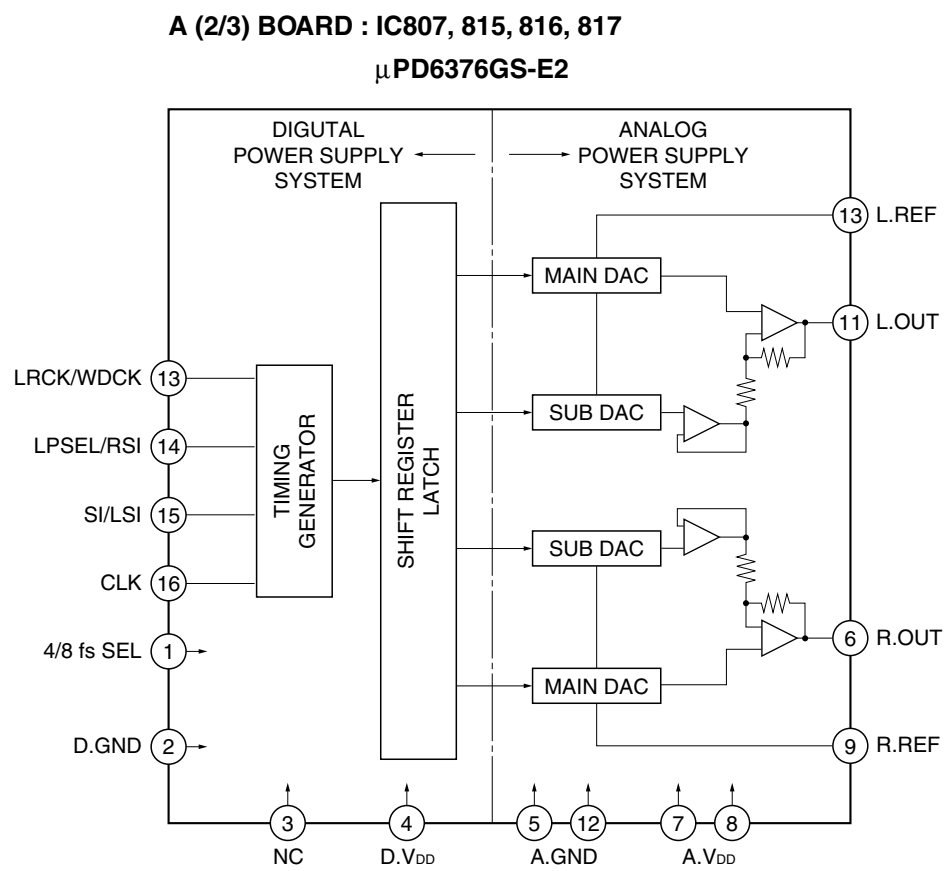 A (2/3) BOARD : IC807, 815, 816, 817
μPD6376GS-E2
DIGUTAL
POWER SUPPLY
SYSTEM
ANALOG
POWER SUPPLY
SYSTEM
13 L.REF
MAIN DAC
11 L.OUT
LRCK/WDCK 13
SUB DAC
LPSEL/RSI 14
TIMING
GENERATOR
SHIFT REGISTER
LATCH
SI/LSI 15
SUB DAC
CLK 16
4/8 fs SEL 1
6 R.OUT
MAIN DAC
D.GND 2
9 R.REF
3
4
5
12
7
8
NC
D.VDD
A.GND
A.VDD